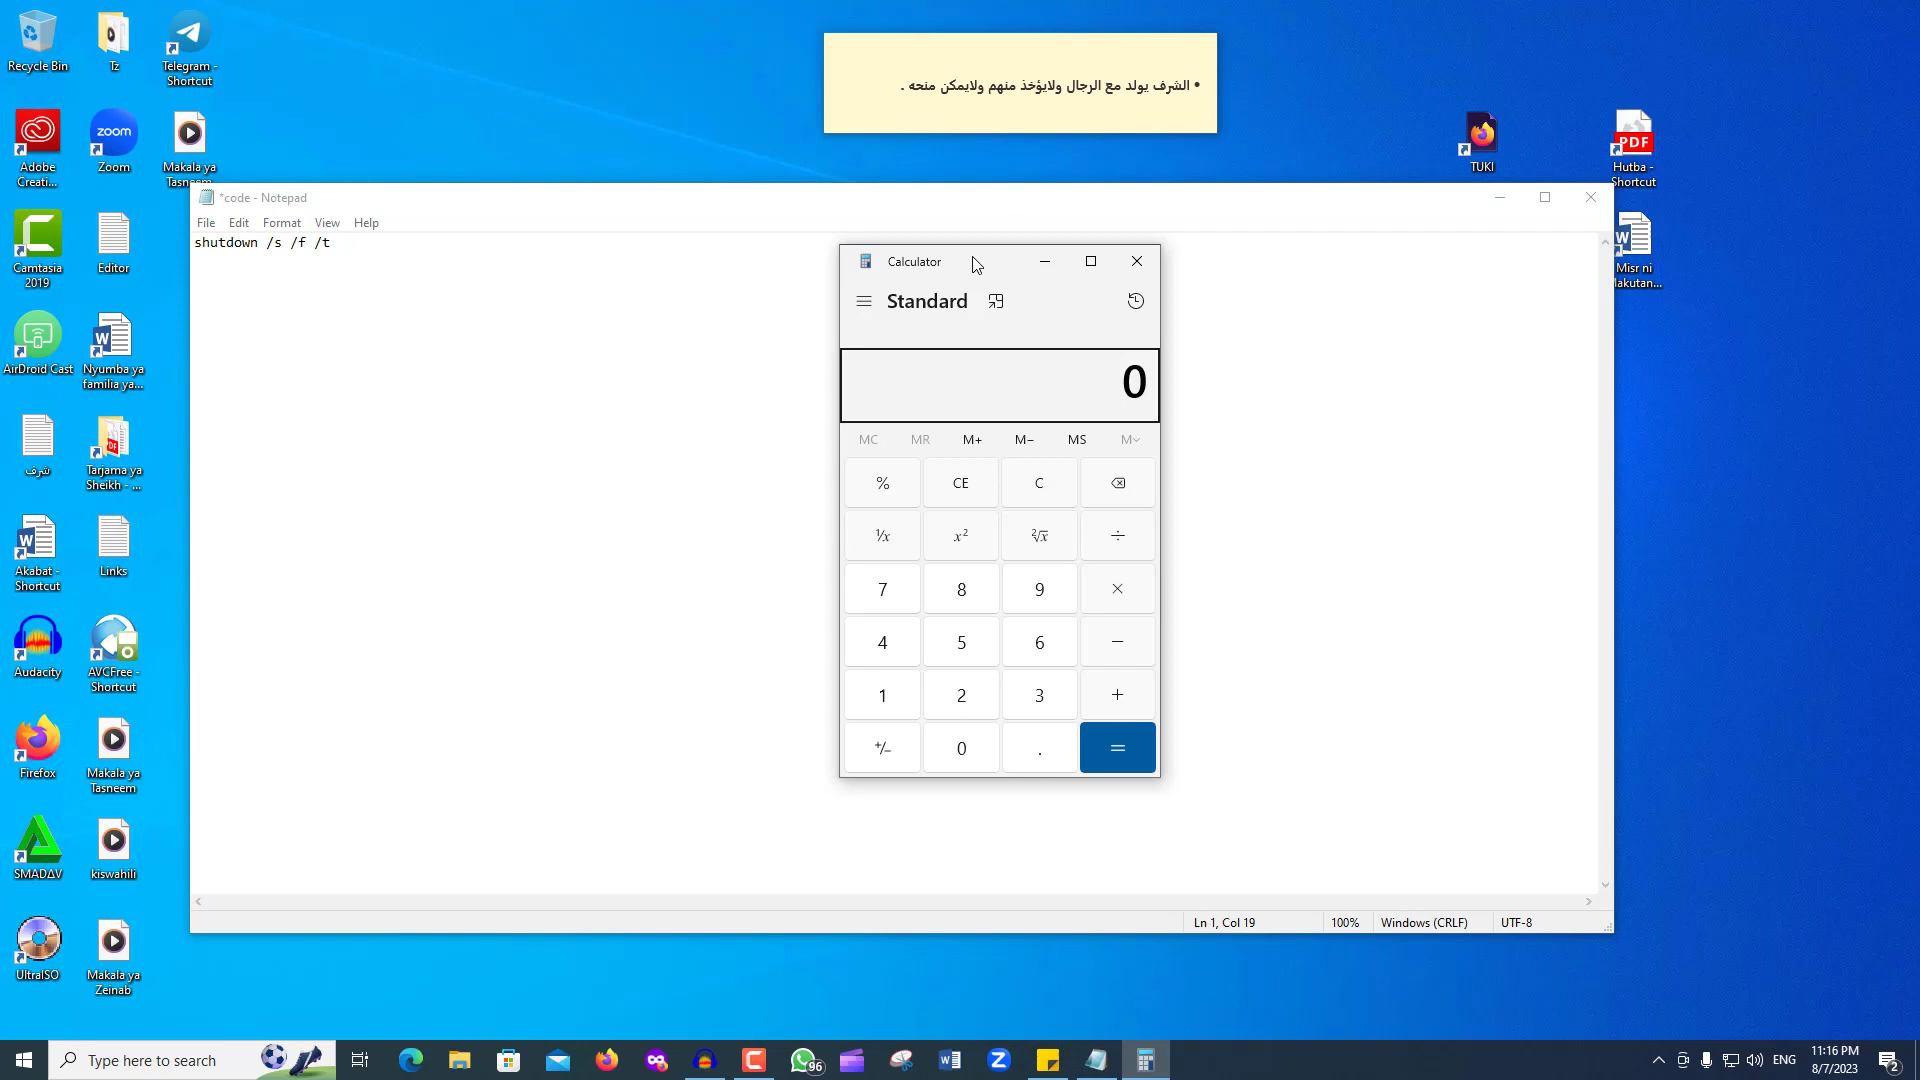 Recycle Bin
Tz
Telegram -
Shortcut
• الشرف يولد مع الرجال ولايؤخذ منهم ولايمكن منحه .
Adobe
Creati...
zoom
Zoom
Makala ya
Tasneem
TUKI
PDF
Hutba -
Shortcut
*code - Notepad
File Edit Format View Help
shutdown /s /f /t
Camtasia
2019
Editor
Misr ni
Calculator
Standard
0
MC MR M+ M− MS M
% CE C
¹⁄x x² ²√x ÷
7 8 9 ×
4 5 6 −
1 2 3 +
+/− 0 . =
AirDroid Cast
Nyumba ya
familia ya...
شرف
Tarjama ya
Sheikh - ...
Akabat -
Shortcut
Links
Audacity
AVCFree -
Shortcut
Firefox
Makala ya
Tasneem
SMADAV
kiswahili
UltraISO
Makala ya
Zeinab
Ln 1, Col 19 100% Windows (CRLF) UTF-8
Type here to search
96
ENG
11:16 PM
8/7/2023
2